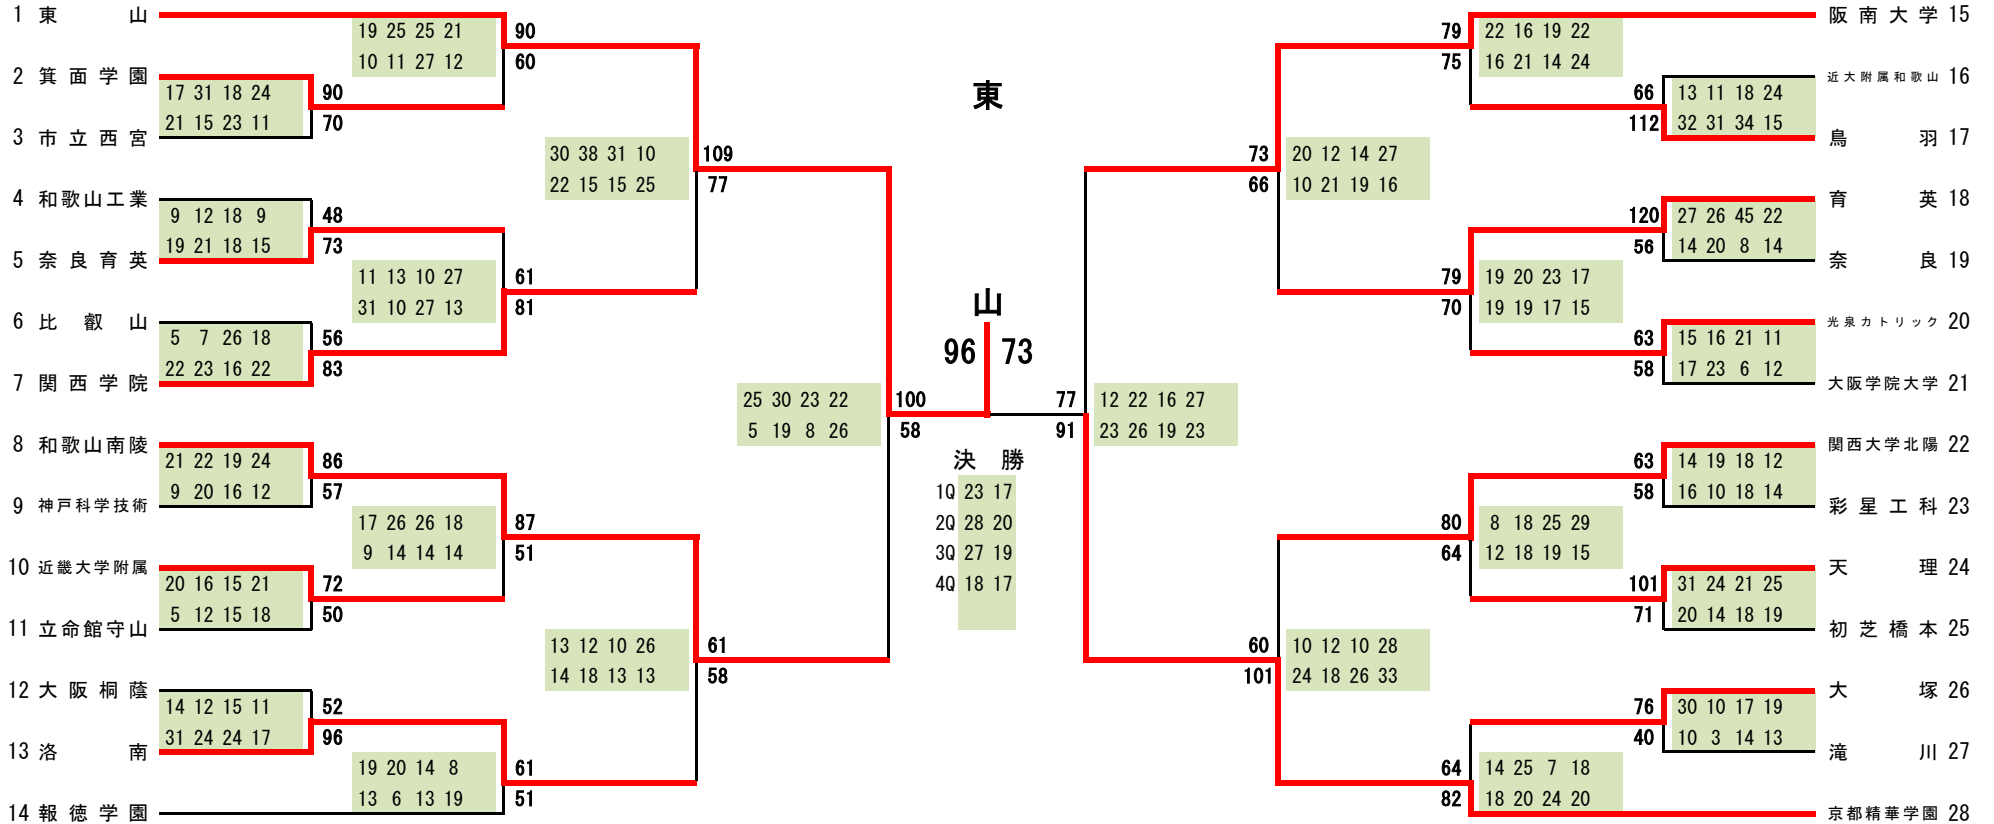 1 東山
19 25 25 21
10 11 27 12
90
60
2 箕面学園
17 31 18 24
21 15 23 11
90
70
3 市立西宮
30 38 31 10
22 15 15 25
109
77
4 和歌山工業
9 12 18 9
19 21 18 15
48
73
5 奈良育英
11 13 10 27
31 10 27 13
61
81
6 比叡山
5 7 26 18
22 23 16 22
56
83
7 関西学院
25 30 23 22
5 19 8 26
100
58
8 和歌山南陵
21 22 19 24
9 20 16 12
86
57
9 神戸科学技術
17 26 26 18
9 14 14 14
87
51
10 近畿大学附属
20 16 15 21
5 12 15 18
72
50
11 立命館守山
13 12 10 26
14 18 13 13
61
58
12 大阪桐蔭
14 12 15 11
31 24 24 17
52
96
13 洛南
19 20 14 8
13 6 13 19
61
51
14 報徳学園
東
山
96 73
決勝
1Q 23 17
2Q 28 20
3Q 27 19
4Q 18 17
阪南大学 15
79
75
22 16 19 22
16 21 14 24
近大附属和歌山 16
66
112
13 11 18 24
32 31 34 15
鳥羽 17
73
66
20 12 14 27
10 21 19 16
育英 18
120
56
27 26 45 22
14 20 8 14
奈良 19
79
70
19 20 23 17
19 19 17 15
光泉カトリック 20
63
58
15 16 21 11
17 23 6 12
大阪学院大学 21
77
91
12 22 16 27
23 26 19 23
関西大学北陽 22
63
58
14 19 18 12
16 10 18 14
彩星工科 23
80
64
8 18 25 29
12 18 19 15
天理 24
101
71
31 24 21 25
20 14 18 19
初芝橋本 25
60
101
10 12 10 28
24 18 26 33
大塚 26
76
40
30 10 17 19
10 3 14 13
滝川 27
64
82
14 25 7 18
18 20 24 20
京都精華学園 28